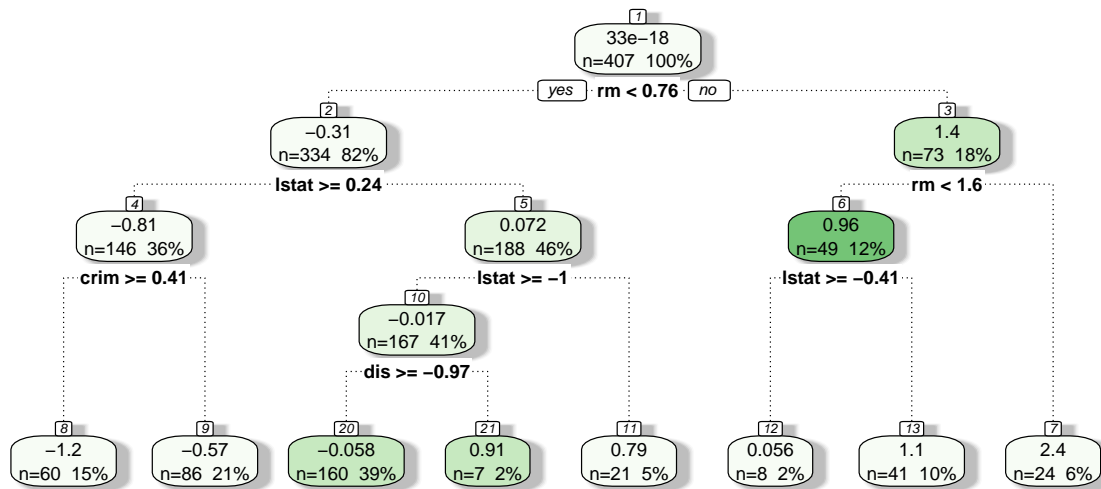 1
33e−18
n=407 100%
yes rm < 0.76 no
2
−0.31
n=334 82%
3
1.4
n=73 18%
lstat >= 0.24
rm < 1.6
4
−0.81
n=146 36%
5
0.072
n=188 46%
6
0.96
n=49 12%
crim >= 0.41
lstat >= −1
lstat >= −0.41
10
−0.017
n=167 41%
dis >= −0.97
8
−1.2
n=60 15%
9
−0.57
n=86 21%
20
−0.058
n=160 39%
21
0.91
n=7 2%
11
0.79
n=21 5%
12
0.056
n=8 2%
13
1.1
n=41 10%
7
2.4
n=24 6%